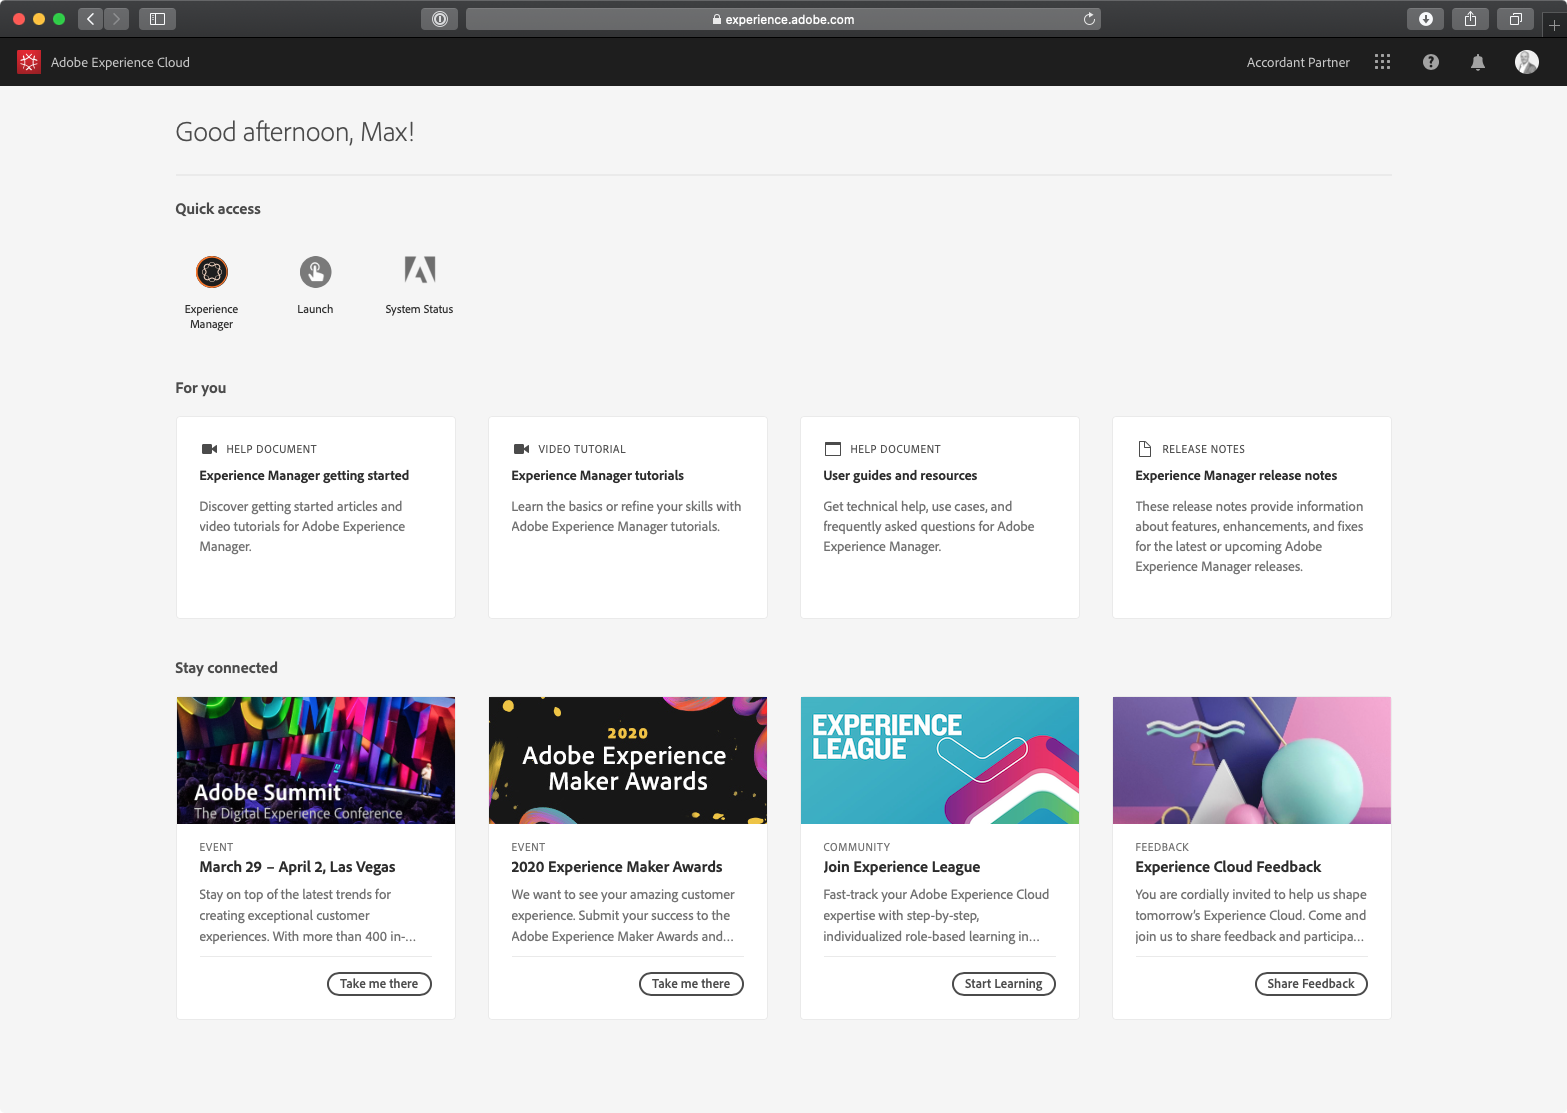 experience.adobe.com
Adobe Experience Cloud
Accordant Partner
Good afternoon, Max!
Quick access
Experience
Manager
Launch
System Status
For you
HELP DOCUMENT
Experience Manager getting started
Discover getting started articles and
video tutorials for Adobe Experience
Manager.
VIDEO TUTORIAL
Experience Manager tutorials
Learn the basics or refine your skills with
Adobe Experience Manager tutorials.
HELP DOCUMENT
User guides and resources
Get technical help, use cases, and
frequently asked questions for Adobe
Experience Manager.
RELEASE NOTES
Experience Manager release notes
These release notes provide information
about features, enhancements, and fixes
for the latest or upcoming Adobe
Experience Manager releases.
Stay connected
Adobe Summit
The Digital Experience Conference
EVENT
March 29 – April 2, Las Vegas
Stay on top of the latest trends for
creating exceptional customer
experiences. With more than 400 in-...
Take me there
2020
Adobe Experience
Maker Awards
EVENT
2020 Experience Maker Awards
We want to see your amazing customer
experience. Submit your success to the
Adobe Experience Maker Awards and...
Take me there
EXPERIENCE
LEAGUE
COMMUNITY
Join Experience League
Fast-track your Adobe Experience Cloud
expertise with step-by-step,
individualized role-based learning in...
Start Learning
FEEDBACK
Experience Cloud Feedback
You are cordially invited to help us shape
tomorrow's Experience Cloud. Come and
join us to share feedback and participa...
Share Feedback